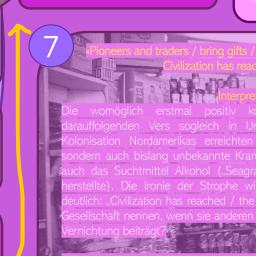 7
„Pioneers and traders / bring gifts /
Civilization has reac
Interpre
Die womöglich erstmal positiv k
darauffolgenden Vers sogleich in Un
Kolonisation Nordamerikas erreichten
sondern auch bislang unbekannte Kran
auch das Suchtmittel Alkohol („Seagra
herstellte). Die Ironie der Strophe wi
deutlich: „Civilization has reached / the
Gesellschaft nennen, wenn sie anderen
Vernichtung beiträgt?